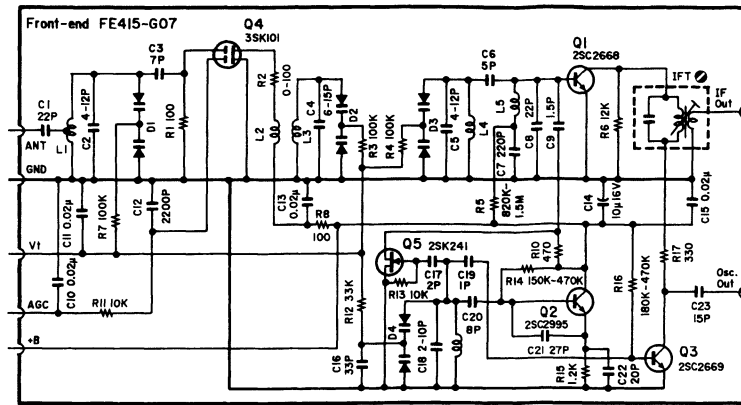 Front-end FE415-G07
Q4
3SK101
C3
7P
R2
0-100
C6
5P
Q1
2SC2668
IFT
IF
Out
C1
22P
ANT
L1
C2
4-12P
D1
R1 100
L2
L3
C4
6-15P
D2
R3 100K
R4 100K
D3
C5
4-12P
L4
L5
C7 220P
C8
22P
C9
1.5P
R6 12K
GND
C11 0.02µ
R7 100K
C12
2200P
C13
0.02µ
R8
100
R5
820K-
1.5M
C14
10µ16V
C15 0.02µ
Vt
C10 0.02µ
Q5
2SK241
C17
2P
C19
1P
R10
470
R14 150K-470K
R16
180K-470K
R17
330
Osc.
Out
AGC
R11 10K
R12 33K
R13 10K
C20
8P
Q2
2SC2995
C23
15P
+B
C16
33P
D4
C18 2-10P
C21 27P
R15
1.2K
C22
20P
Q3
2SC2669